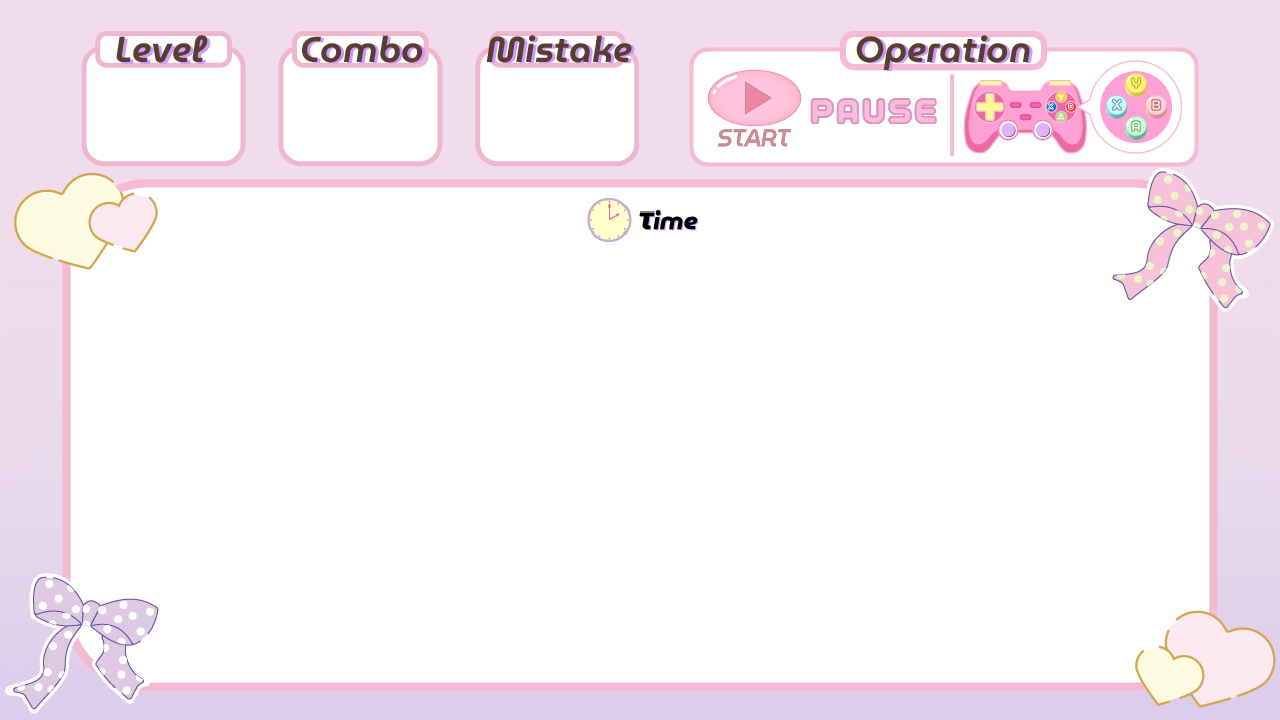 Level
Combo
Mistake
Operation
START
PAUSE
Y
X
B
A
Y
X
B
A
Time